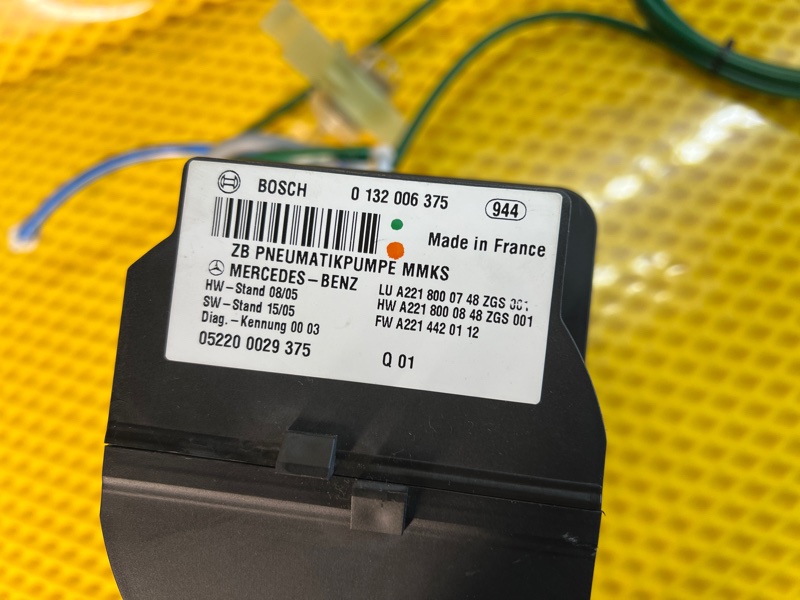 BOSCH 0 132 006 375 944
Made in France
ZB PNEUMATIKPUMPE MMKS
MERCEDES-BENZ
HW-Stand 08/05
SW-Stand 15/05
Diag.-Kennung 00 03
LU A221 800 07 48 ZGS 001
HW A221 800 08 48 ZGS 001
FW A221 442 01 12
05220 0029 375
Q 01